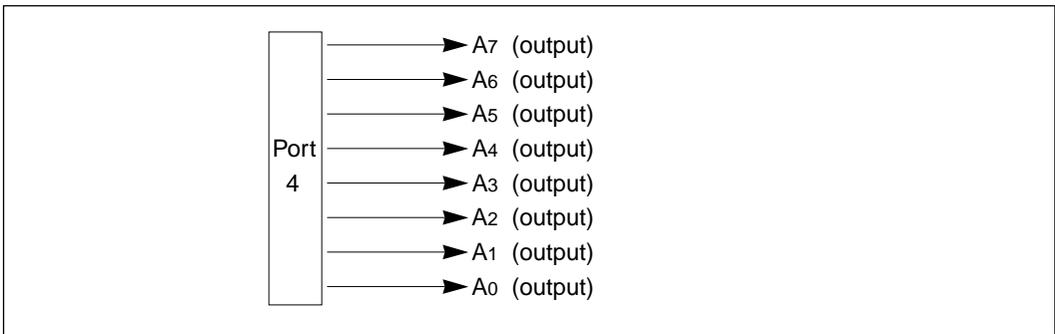 A7 (output)
A6 (output)
A5 (output)
Port
4
A4 (output)
A3 (output)
A2 (output)
A1 (output)
A0 (output)